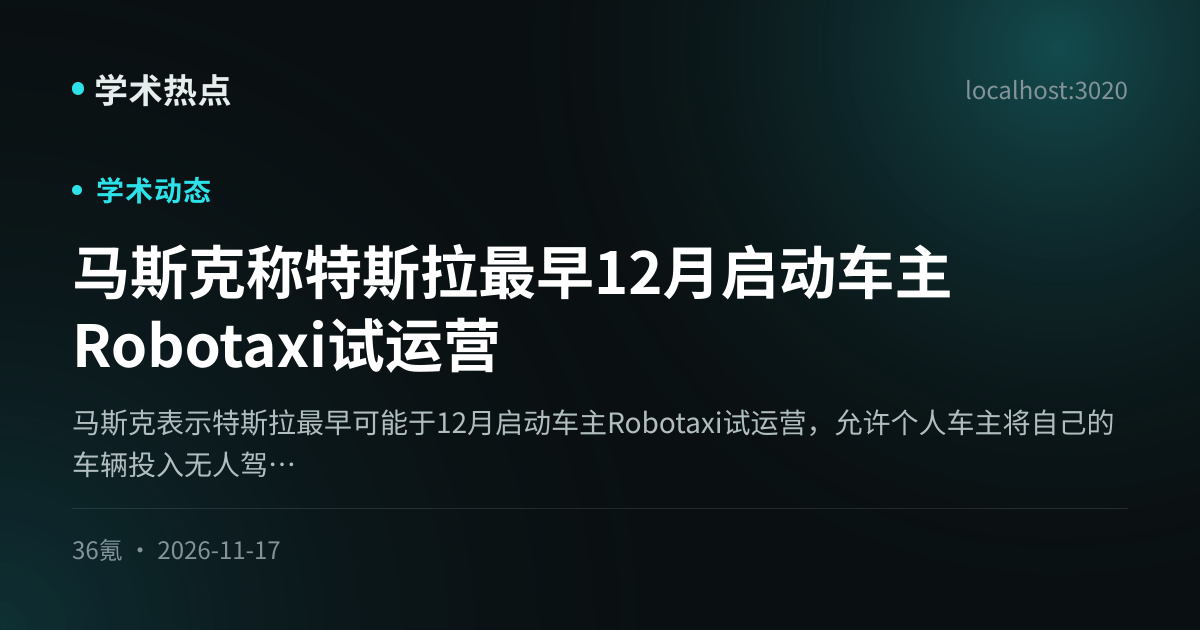 学术热点
localhost:3020
学术动态
马斯克称特斯拉最早12月启动车主
Robotaxi试运营
马斯克表示特斯拉最早可能于12月启动车主Robotaxi试运营，允许个人车主将自己的
车辆投入无人驾…
36氪 · 2026-11-17